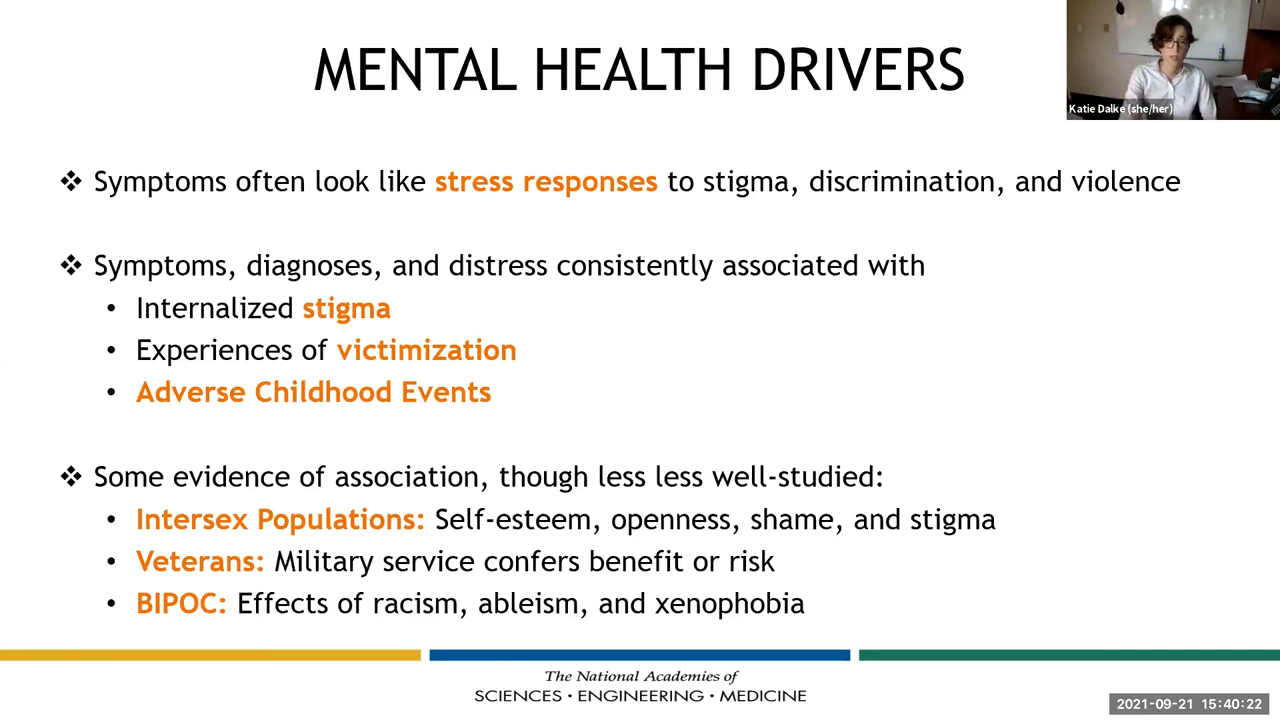 MENTAL HEALTH DRIVERS
Katie Dalke (she/her)
❖ Symptoms often look like stress responses to stigma, discrimination, and violence
❖ Symptoms, diagnoses, and distress consistently associated with
• Internalized stigma
• Experiences of victimization
• Adverse Childhood Events
❖ Some evidence of association, though less less well-studied:
• Intersex Populations: Self-esteem, openness, shame, and stigma
• Veterans: Military service confers benefit or risk
• BIPOC: Effects of racism, ableism, and xenophobia
The National Academies of
SCIENCES • ENGINEERING • MEDICINE
2021-09-21 15:40:22